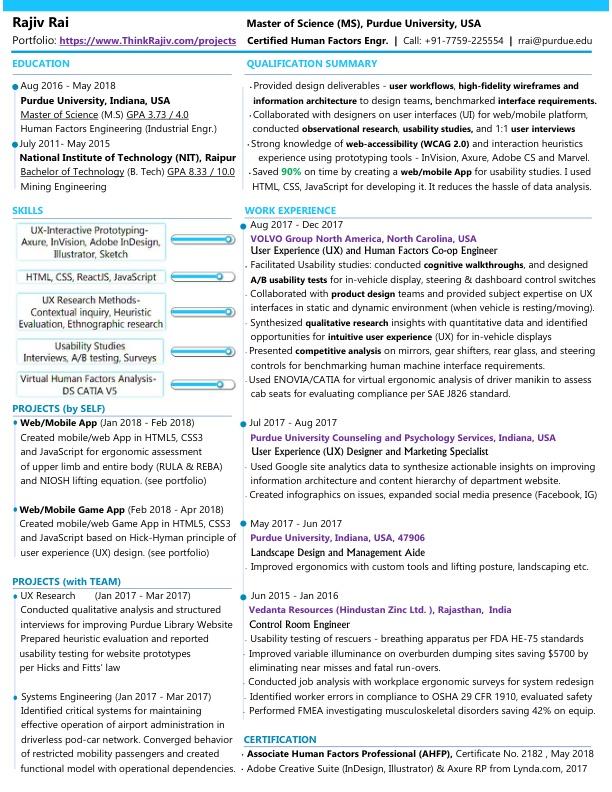 Rajiv Rai
Portfolio: https://www.ThinkRajiv.com/projects
Master of Science (MS), Purdue University, USA
Certified Human Factors Engr. | Call: +91-7759-225554 | rrai@purdue.edu
EDUCATION
Aug 2016 - May 2018
Purdue University, Indiana, USA
Master of Science (M.S) GPA 3.73 / 4.0
Human Factors Engineering (Industrial Engr.)
July 2011- May 2015
National Institute of Technology (NIT), Raipur
Bachelor of Technology (B. Tech) GPA 8.33 / 10.0
Mining Engineering
SKILLS
UX-Interactive Prototyping-
Axure, InVision, Adobe InDesign,
Illustrator, Sketch
HTML, CSS, ReactJS, JavaScript
UX Research Methods-
Contextual inquiry, Heuristic
Evaluation, Ethnographic research
Usability Studies
Interviews, A/B testing, Surveys
Virtual Human Factors Analysis-
DS CATIA V5
PROJECTS (by SELF)
Web/Mobile App (Jan 2018 - Feb 2018)
Created mobile/web App in HTML5, CSS3
and JavaScript for ergonomic assessment
of upper limb and entire body (RULA & REBA)
and NIOSH lifting equation. (see portfolio)
Web/Mobile Game App (Feb 2018 - Apr 2018)
Created mobile/web Game App in HTML5, CSS3
and JavaScript based on Hick-Hyman principle of
user experience (UX) design. (see portfolio)
PROJECTS (with TEAM)
UX Research (Jan 2017 - Mar 2017)
Conducted qualitative analysis and structured
interviews for improving Purdue Library Website
Prepared heuristic evaluation and reported
usability testing for website prototypes
per Hicks and Fitts' law
Systems Engineering (Jan 2017 - Mar 2017)
Identified critical systems for maintaining
effective operation of airport administration in
driverless pod-car network. Converged behavior
of restricted mobility passengers and created
functional model with operational dependencies.
QUALIFICATION SUMMARY
· Provided design deliverables - user workflows, high-fidelity wireframes and
information architecture to design teams, benchmarked interface requirements.
· Collaborated with designers on user interfaces (UI) for web/mobile platform,
conducted observational research, usability studies, and 1:1 user interviews
· Strong knowledge of web-accessibility (WCAG 2.0) and interaction heuristics
experience using prototyping tools - InVision, Axure, Adobe CS and Marvel.
· Saved 90% on time by creating a web/mobile App for usability studies. I used
HTML, CSS, JavaScript for developing it. It reduces the hassle of data analysis.
WORK EXPERIENCE
Aug 2017 - Dec 2017
VOLVO Group North America, North Carolina, USA
User Experience (UX) and Human Factors Co-op Engineer
· Facilitated Usability studies: conducted cognitive walkthroughs, and designed
A/B usability tests for in-vehicle display, steering & dashboard control switches
· Collaborated with product design teams and provided subject expertise on UX
interfaces in static and dynamic environment (when vehicle is resting/moving).
· Synthesized qualitative research insights with quantitative data and identified
opportunities for intuitive user experience (UX) for in-vehicle displays
· Presented competitive analysis on mirrors, gear shifters, rear glass, and steering
controls for benchmarking human machine interface requirements.
· Used ENOVIA/CATIA for virtual ergonomic analysis of driver manikin to assess
cab seats for evaluating compliance per SAE J826 standard.
Jul 2017 - Aug 2017
Purdue University Counseling and Psychology Services, Indiana, USA
User Experience (UX) Designer and Marketing Specialist
· Used Google site analytics data to synthesize actionable insights on improving
information architecture and content hierarchy of department website.
· Created infographics on issues, expanded social media presence (Facebook, IG)
May 2017 - Jun 2017
Purdue University, Indiana, USA, 47906
Landscape Design and Management Aide
· Improved ergonomics with custom tools and lifting posture, landscaping etc.
Jun 2015 - Jan 2016
Vedanta Resources (Hindustan Zinc Ltd. ), Rajasthan, India
Control Room Engineer
· Usability testing of rescuers - breathing apparatus per FDA HE-75 standards
· Improved variable illuminance on overburden dumping sites saving $5700 by
eliminating near misses and fatal run-overs.
· Conducted job analysis with workplace ergonomic surveys for system redesign
· Identified worker errors in compliance to OSHA 29 CFR 1910, evaluated safety
· Performed FMEA investigating musculoskeletal disorders saving 42% on equip.
CERTIFICATION
· Associate Human Factors Professional (AHFP), Certificate No. 2182 , May 2018
· Adobe Creative Suite (InDesign, Illustrator) & Axure RP from Lynda.com, 2017